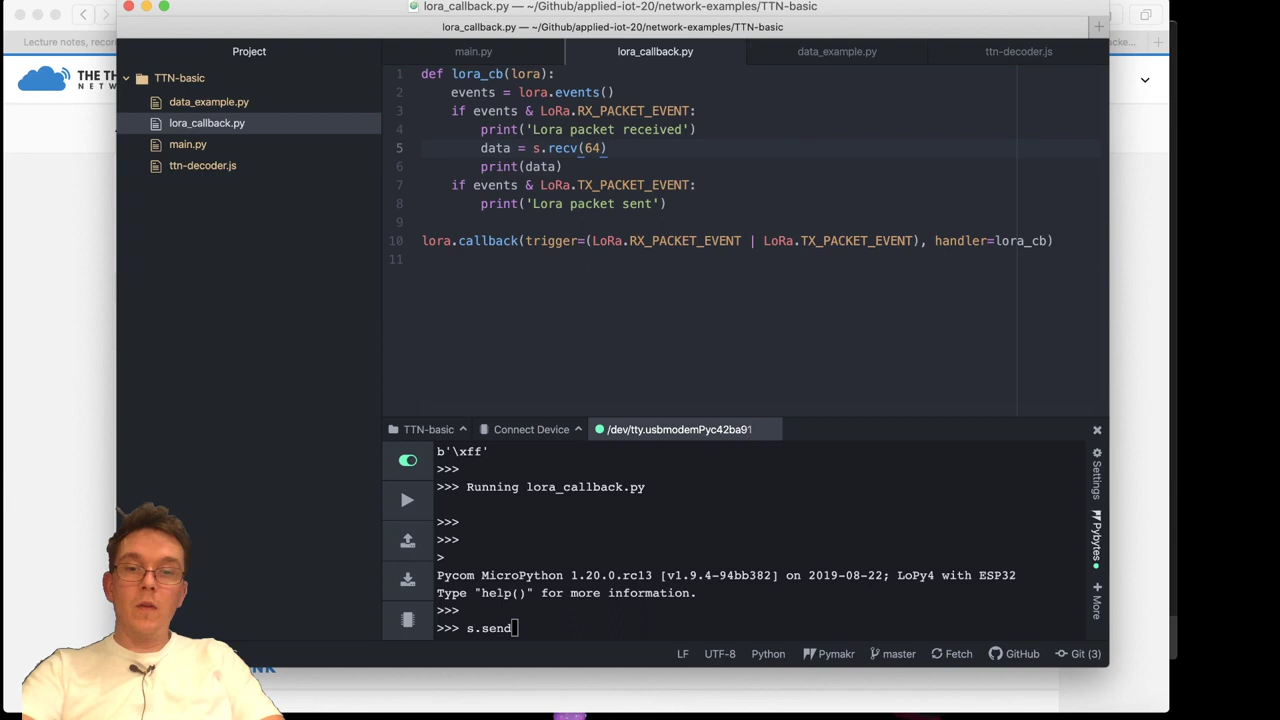 lora_callback.py — ~/Github/applied-iot-20/network-examples/TTN-basic
lora_callback.py — ~/Github/applied-iot-20/network-examples/TTN-basic
Lecture notes, recor
cke...
THE TH
NETW
Project
main.py
lora_callback.py
data_example.py
ttn-decoder.js
TTN-basic
data_example.py
lora_callback.py
main.py
ttn-decoder.js
1 def lora_cb(lora):
2 events = lora.events()
3 if events & LoRa.RX_PACKET_EVENT:
4 print('Lora packet received')
5 data = s.recv(64)
6 print(data)
7 if events & LoRa.TX_PACKET_EVENT:
8 print('Lora packet sent')
9
10 lora.callback(trigger=(LoRa.RX_PACKET_EVENT | LoRa.TX_PACKET_EVENT), handler=lora_cb)
11
TTN-basic
Connect Device
/dev/tty.usbmodemPyc42ba91
b'\xff'
>>>
>>> Running lora_callback.py
>>>
>>>
>
Pycom MicroPython 1.20.0.rc13 [v1.9.4-94bb382] on 2019-08-22; LoPy4 with ESP32
Type "help()" for more information.
>>>
>>> s.send
Settings
Pybytes
More
LF UTF-8 Python Pymakr master Fetch GitHub Git (3)
NK